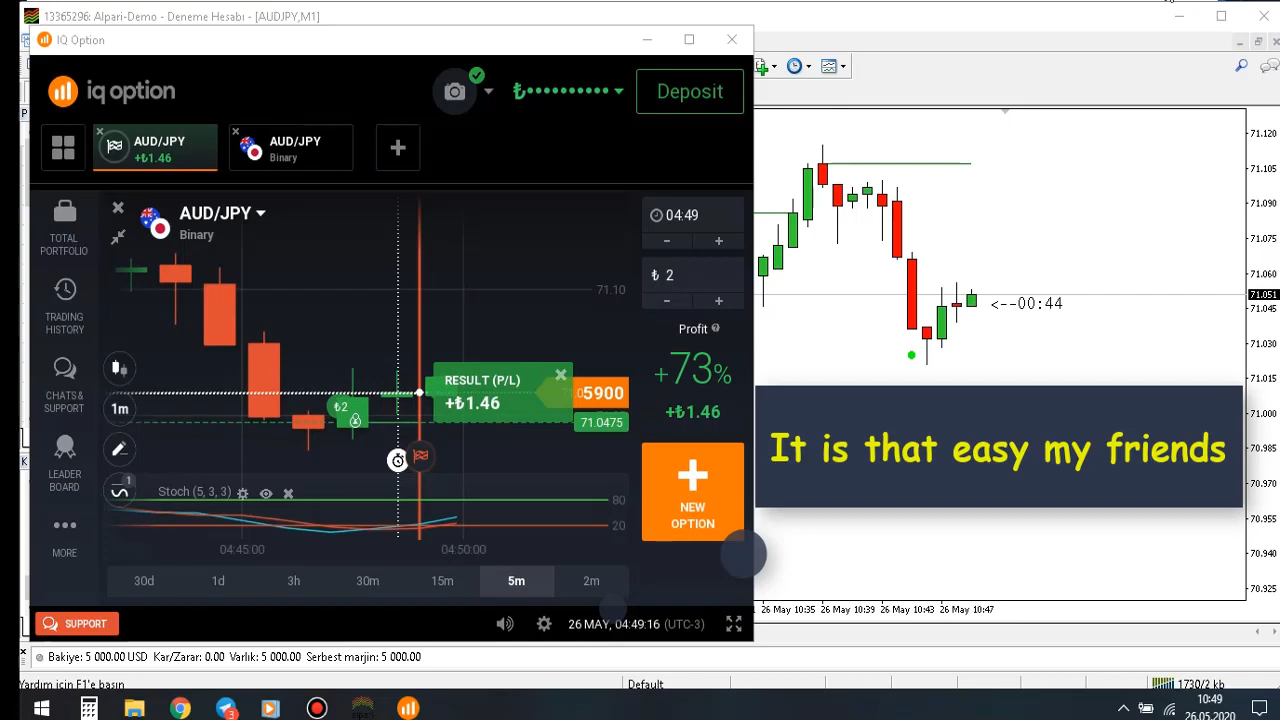 13365296: Alpari-Demo - Deneme Hesabı - [AUDJPY,M1]
IQ Option
iq option
Deposit
AUD/JPY
+₺1.46
AUD/JPY
Binary
AUD/JPY
Binary
TOTAL
PORTFOLIO
TRADING
HISTORY
CHATS &
SUPPORT
LEADER
BOARD
MORE
SUPPORT
1m
1
71.10
₺2
RESULT (P/L)
+₺1.46
5900
71.0475
Stoch (5, 3, 3)
80
20
04:45:00
04:50:00
30d
1d
3h
30m
15m
5m
2m
26 MAY, 04:49:16 (UTC-3)
04:49
₺ 2
Profit
+73%
+₺1.46
NEW
OPTION
<--00:44
It is that easy my friends
71.120
71.105
71.090
71.075
71.060
71.051
71.045
71.030
71.000
70.985
70.970
70.955
70.940
70.925
26 May 10:35
26 May 10:39
26 May 10:43
26 May 10:47
Bakiye: 5 000.00 USD Kar/Zarar: 0.00 Varlık: 5 000.00 Serbest marjin: 5 000.00
Yardım için F1'e basın
Default
1730/2 kb
3
10:49
26.05.2020